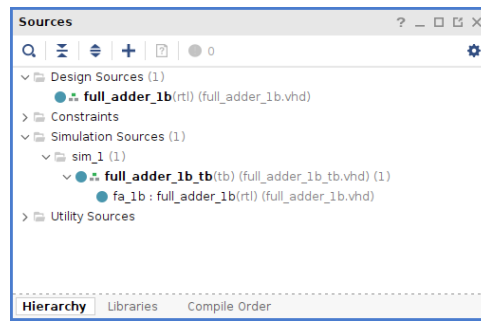 Sources
? _
0
Design Sources (1)
full_adder_1b(rtl) (full_adder_1b.vhd)
Constraints
Simulation Sources (1)
sim_1 (1)
full_adder_1b_tb(tb) (full_adder_1b_tb.vhd) (1)
fa_1b : full_adder_1b(rtl) (full_adder_1b.vhd)
Utility Sources
Hierarchy Libraries Compile Order